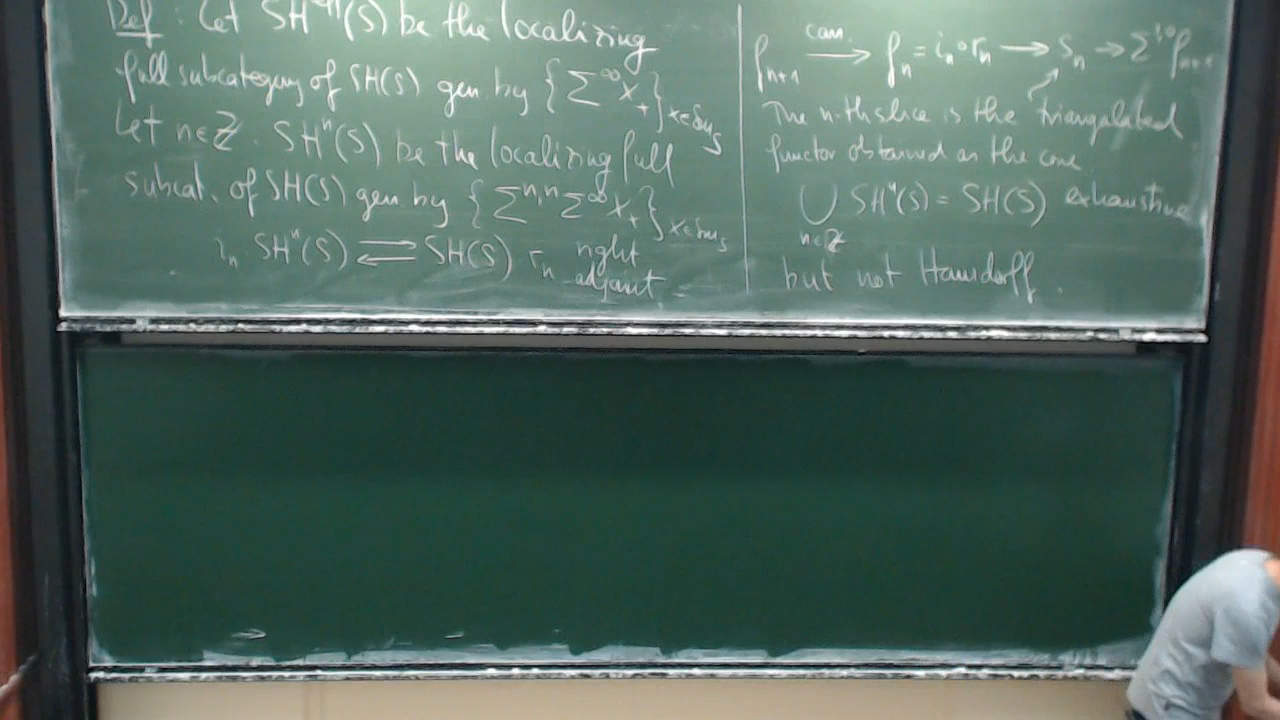 Def: Let SH^{eff}(S) be the localizing
full subcategory of SH(S) gen. by {Σ^∞ X_+}_{X∈Sm_S}
Let n∈ℤ. SH^n(S) be the localizing full
subcat. of SH(S) gen by {Σ^{n,n} Σ^∞ X_+}_{X∈Sm_S}
i_n SH^n(S) ⇄ SH(S) r_n right
adjoint
f_{n+1} \xrightarrow{can.} f_n = i_n∘r_n → s_n → Σ^{1,0} f_{n+1}
The n-th slice is the triangulated
functor obtained as the cone
⋃_{n∈ℤ} SH^n(S) = SH(S) exhaustive
but not Hausdorff.